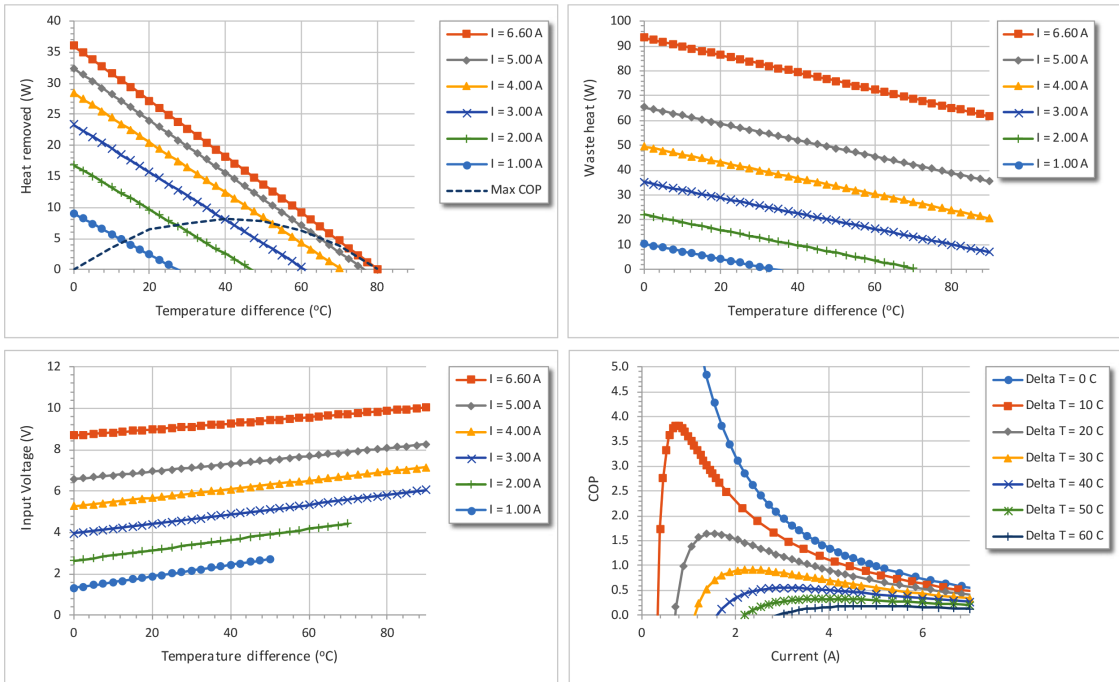 Heat removed (W)
40
35
30
25
20
15
10
5
0
0 20 40 60 80
Temperature difference (°C)
I = 6.60 A
I = 5.00 A
I = 4.00 A
I = 3.00 A
I = 2.00 A
I = 1.00 A
Max COP
Waste heat (W)
100
90
80
70
60
50
40
30
20
10
0
0 20 40 60 80
Temperature difference (°C)
I = 6.60 A
I = 5.00 A
I = 4.00 A
I = 3.00 A
I = 2.00 A
I = 1.00 A
Input Voltage (V)
12
10
8
6
4
2
0
0 20 40 60 80
Temperature difference (°C)
I = 6.60 A
I = 5.00 A
I = 4.00 A
I = 3.00 A
I = 2.00 A
I = 1.00 A
COP
5.0
4.5
4.0
3.5
3.0
2.5
2.0
1.5
1.0
0.5
0.0
0 2 4 6
Current (A)
Delta T = 0 C
Delta T = 10 C
Delta T = 20 C
Delta T = 30 C
Delta T = 40 C
Delta T = 50 C
Delta T = 60 C